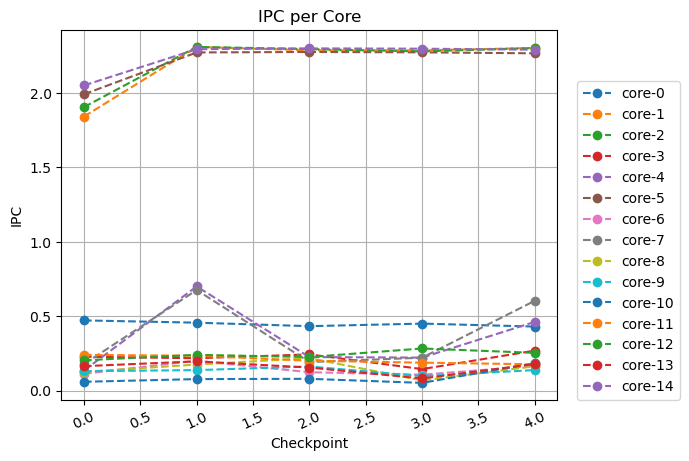 IPC per Core
IPC
2.0
1.5
1.0
0.5
0.0
0.0 0.5 1.0 1.5 2.0 2.5 3.0 3.5 4.0
Checkpoint
core-0
core-1
core-2
core-3
core-4
core-5
core-6
core-7
core-8
core-9
core-10
core-11
core-12
core-13
core-14